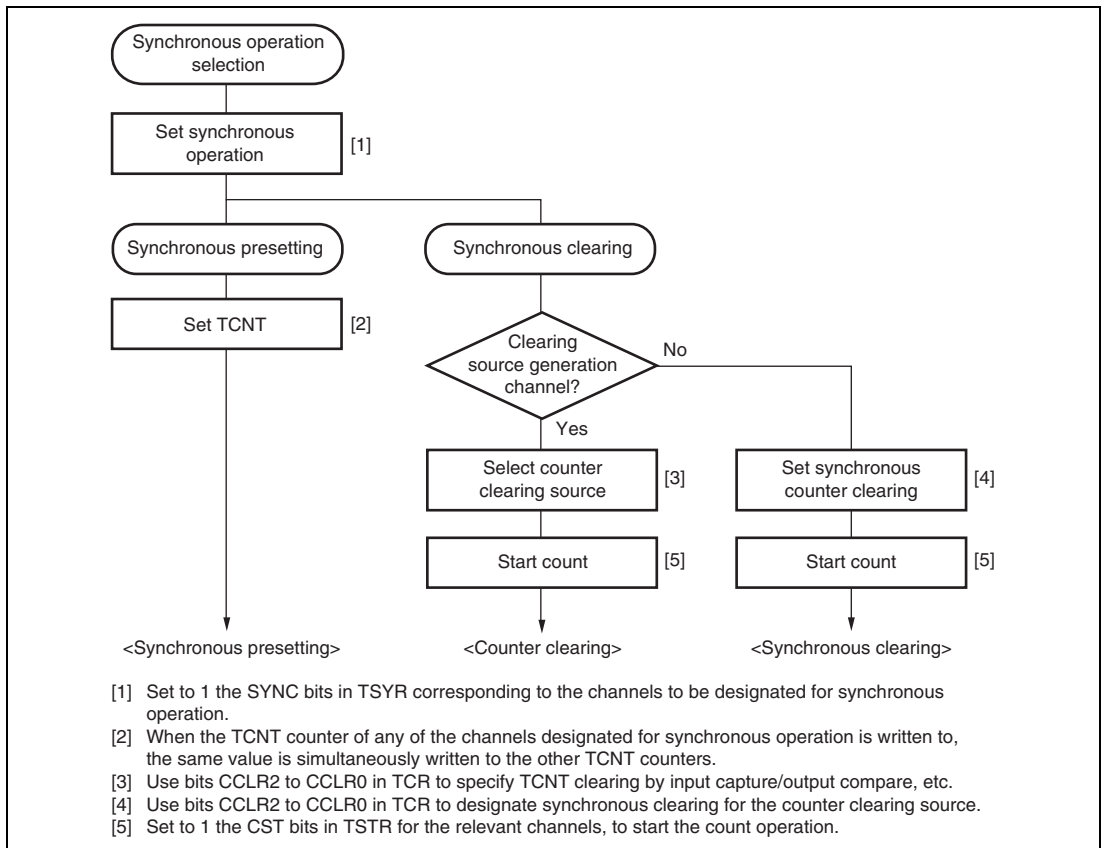 Synchronous operation
selection
Set synchronous
operation
[1]
Synchronous presetting
Synchronous clearing
Set TCNT
[2]
Clearing
source generation
channel?
No
Yes
Select counter
clearing source
[3]
Set synchronous
counter clearing
[4]
Start count
[5]
Start count
[5]
<Synchronous presetting>
<Counter clearing>
<Synchronous clearing>
[1] Set to 1 the SYNC bits in TSYR corresponding to the channels to be designated for synchronous
operation.
[2] When the TCNT counter of any of the channels designated for synchronous operation is written to,
the same value is simultaneously written to the other TCNT counters.
[3] Use bits CCLR2 to CCLR0 in TCR to specify TCNT clearing by input capture/output compare, etc.
[4] Use bits CCLR2 to CCLR0 in TCR to designate synchronous clearing for the counter clearing source.
[5] Set to 1 the CST bits in TSTR for the relevant channels, to start the count operation.